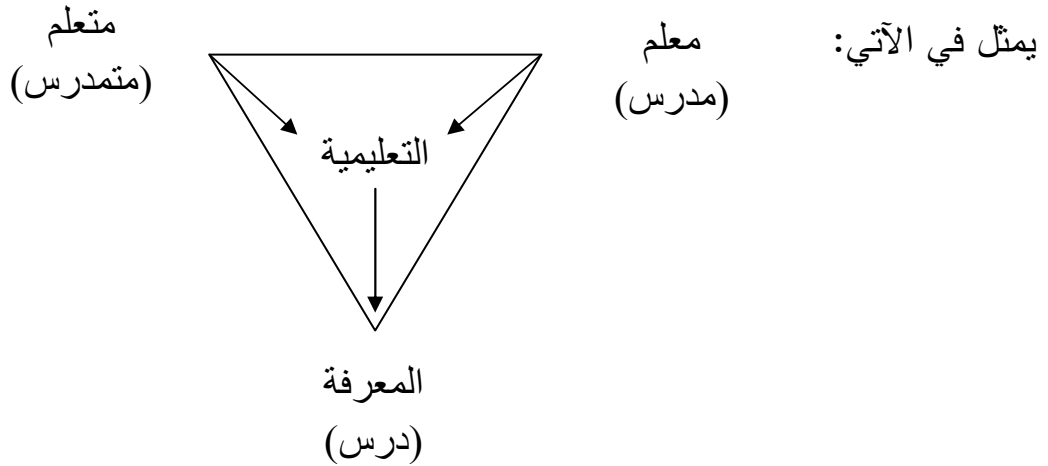 يمثل في الآتي:
معلم
(مدرس)
متعلم
(متمدرس)
التعليمية
المعرفة
(درس)